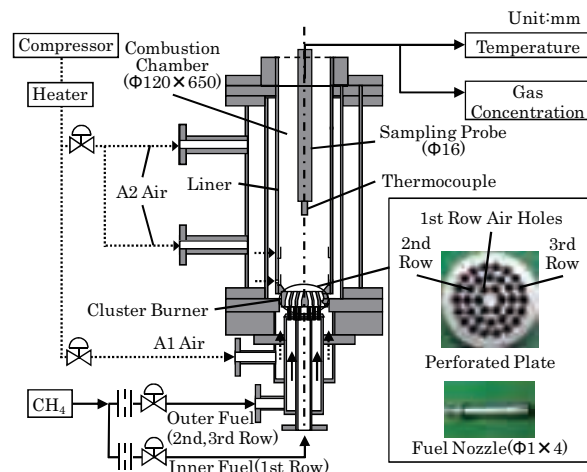 Unit:mm
Compressor
Combustion
Chamber
(Φ120×650)
Temperature
Heater
Gas
Concentration
Sampling Probe
(Φ16)
A2 Air
Liner
Thermocouple
1st Row Air Holes
2nd
Row
3rd
Row
Cluster Burner
A1 Air
Perforated Plate
CH4
Outer Fuel
(2nd,3rd Row)
Inner Fuel(1st Row)
Fuel Nozzle(Φ1×4)